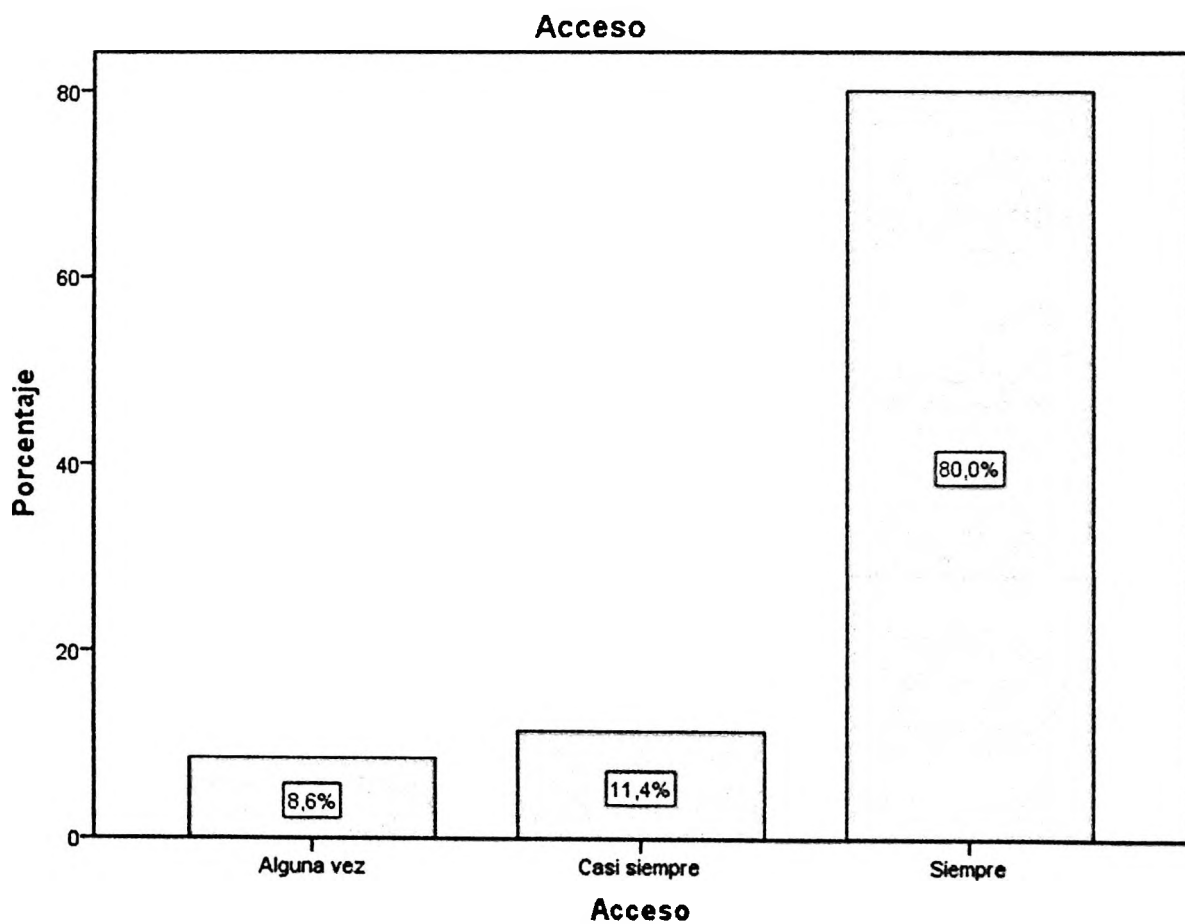 Acceso
80
60
40
20
0
Porcentaje
8,6%
11,4%
80,0%
Alguna vez
Casi siempre
Siempre
Acceso